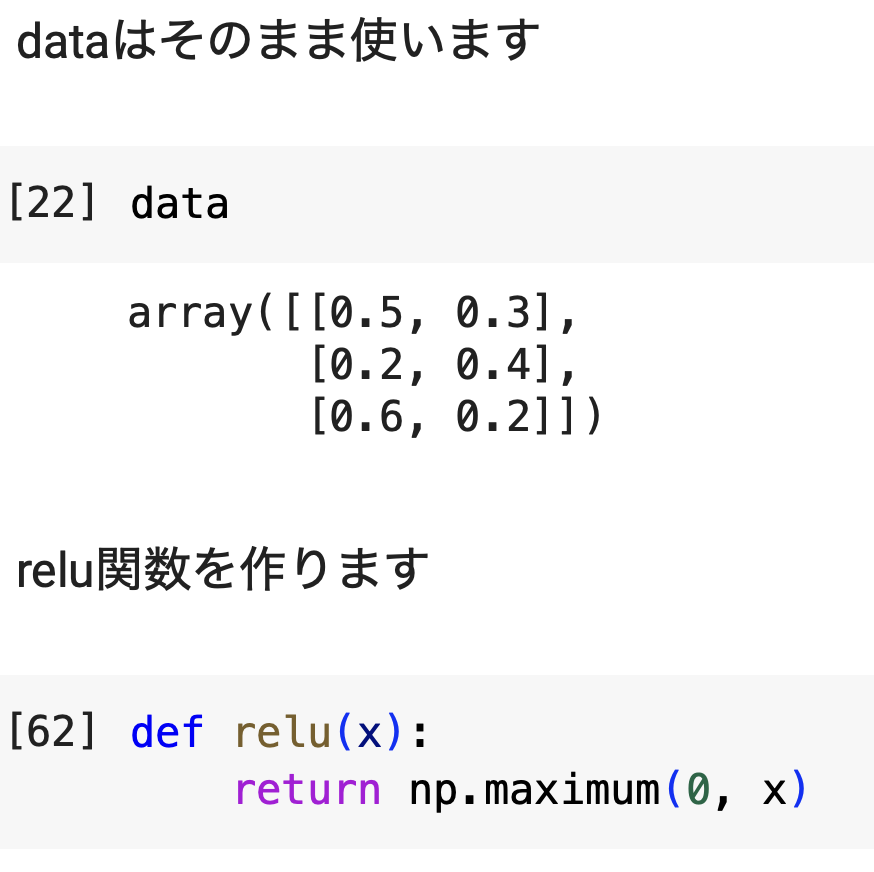 dataはそのまま使います
[22] data
array([[0.5, 0.3],
[0.2, 0.4],
[0.6, 0.2]])
relu関数を作ります
[62] def relu(x):
return np.maximum(0, x)